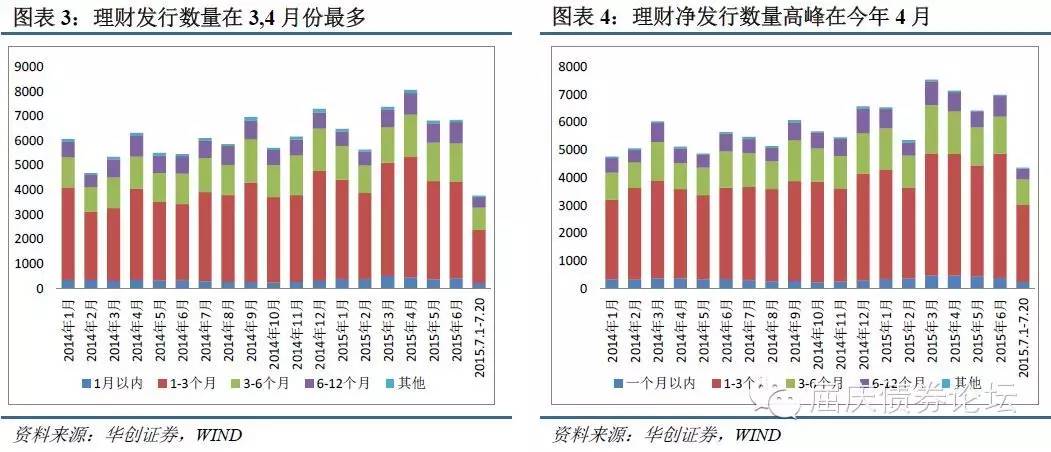 图表 3：理财发行数量在 3,4 月份最多
9000
8000
7000
6000
5000
4000
3000
2000
1000
0
2014年1月
2014年2月
2014年3月
2014年4月
2014年5月
2014年6月
2014年7月
2014年8月
2014年9月
2014年10月
2014年11月
2014年12月
2015年1月
2015年2月
2015年3月
2015年4月
2015年5月
2015年6月
2015.7.1-7.20
1月以内 1-3个月 3-6个月 6-12个月 其他
资料来源：华创证券，WIND
图表 4：理财净发行数量高峰在今年 4 月
8000
7000
6000
5000
4000
3000
2000
1000
0
2014年1月
2014年2月
2014年3月
2014年4月
2014年5月
2014年6月
2014年7月
2014年8月
2014年9月
2014年10月
2014年11月
2014年12月
2015年1月
2015年2月
2015年3月
2015年4月
2015年5月
2015年6月
2015.7.1-7.20
一个月以内 1-3个月 3-6个月 6-12个月 其他
屈庆债券论坛
资料来源：华创证券，WIND